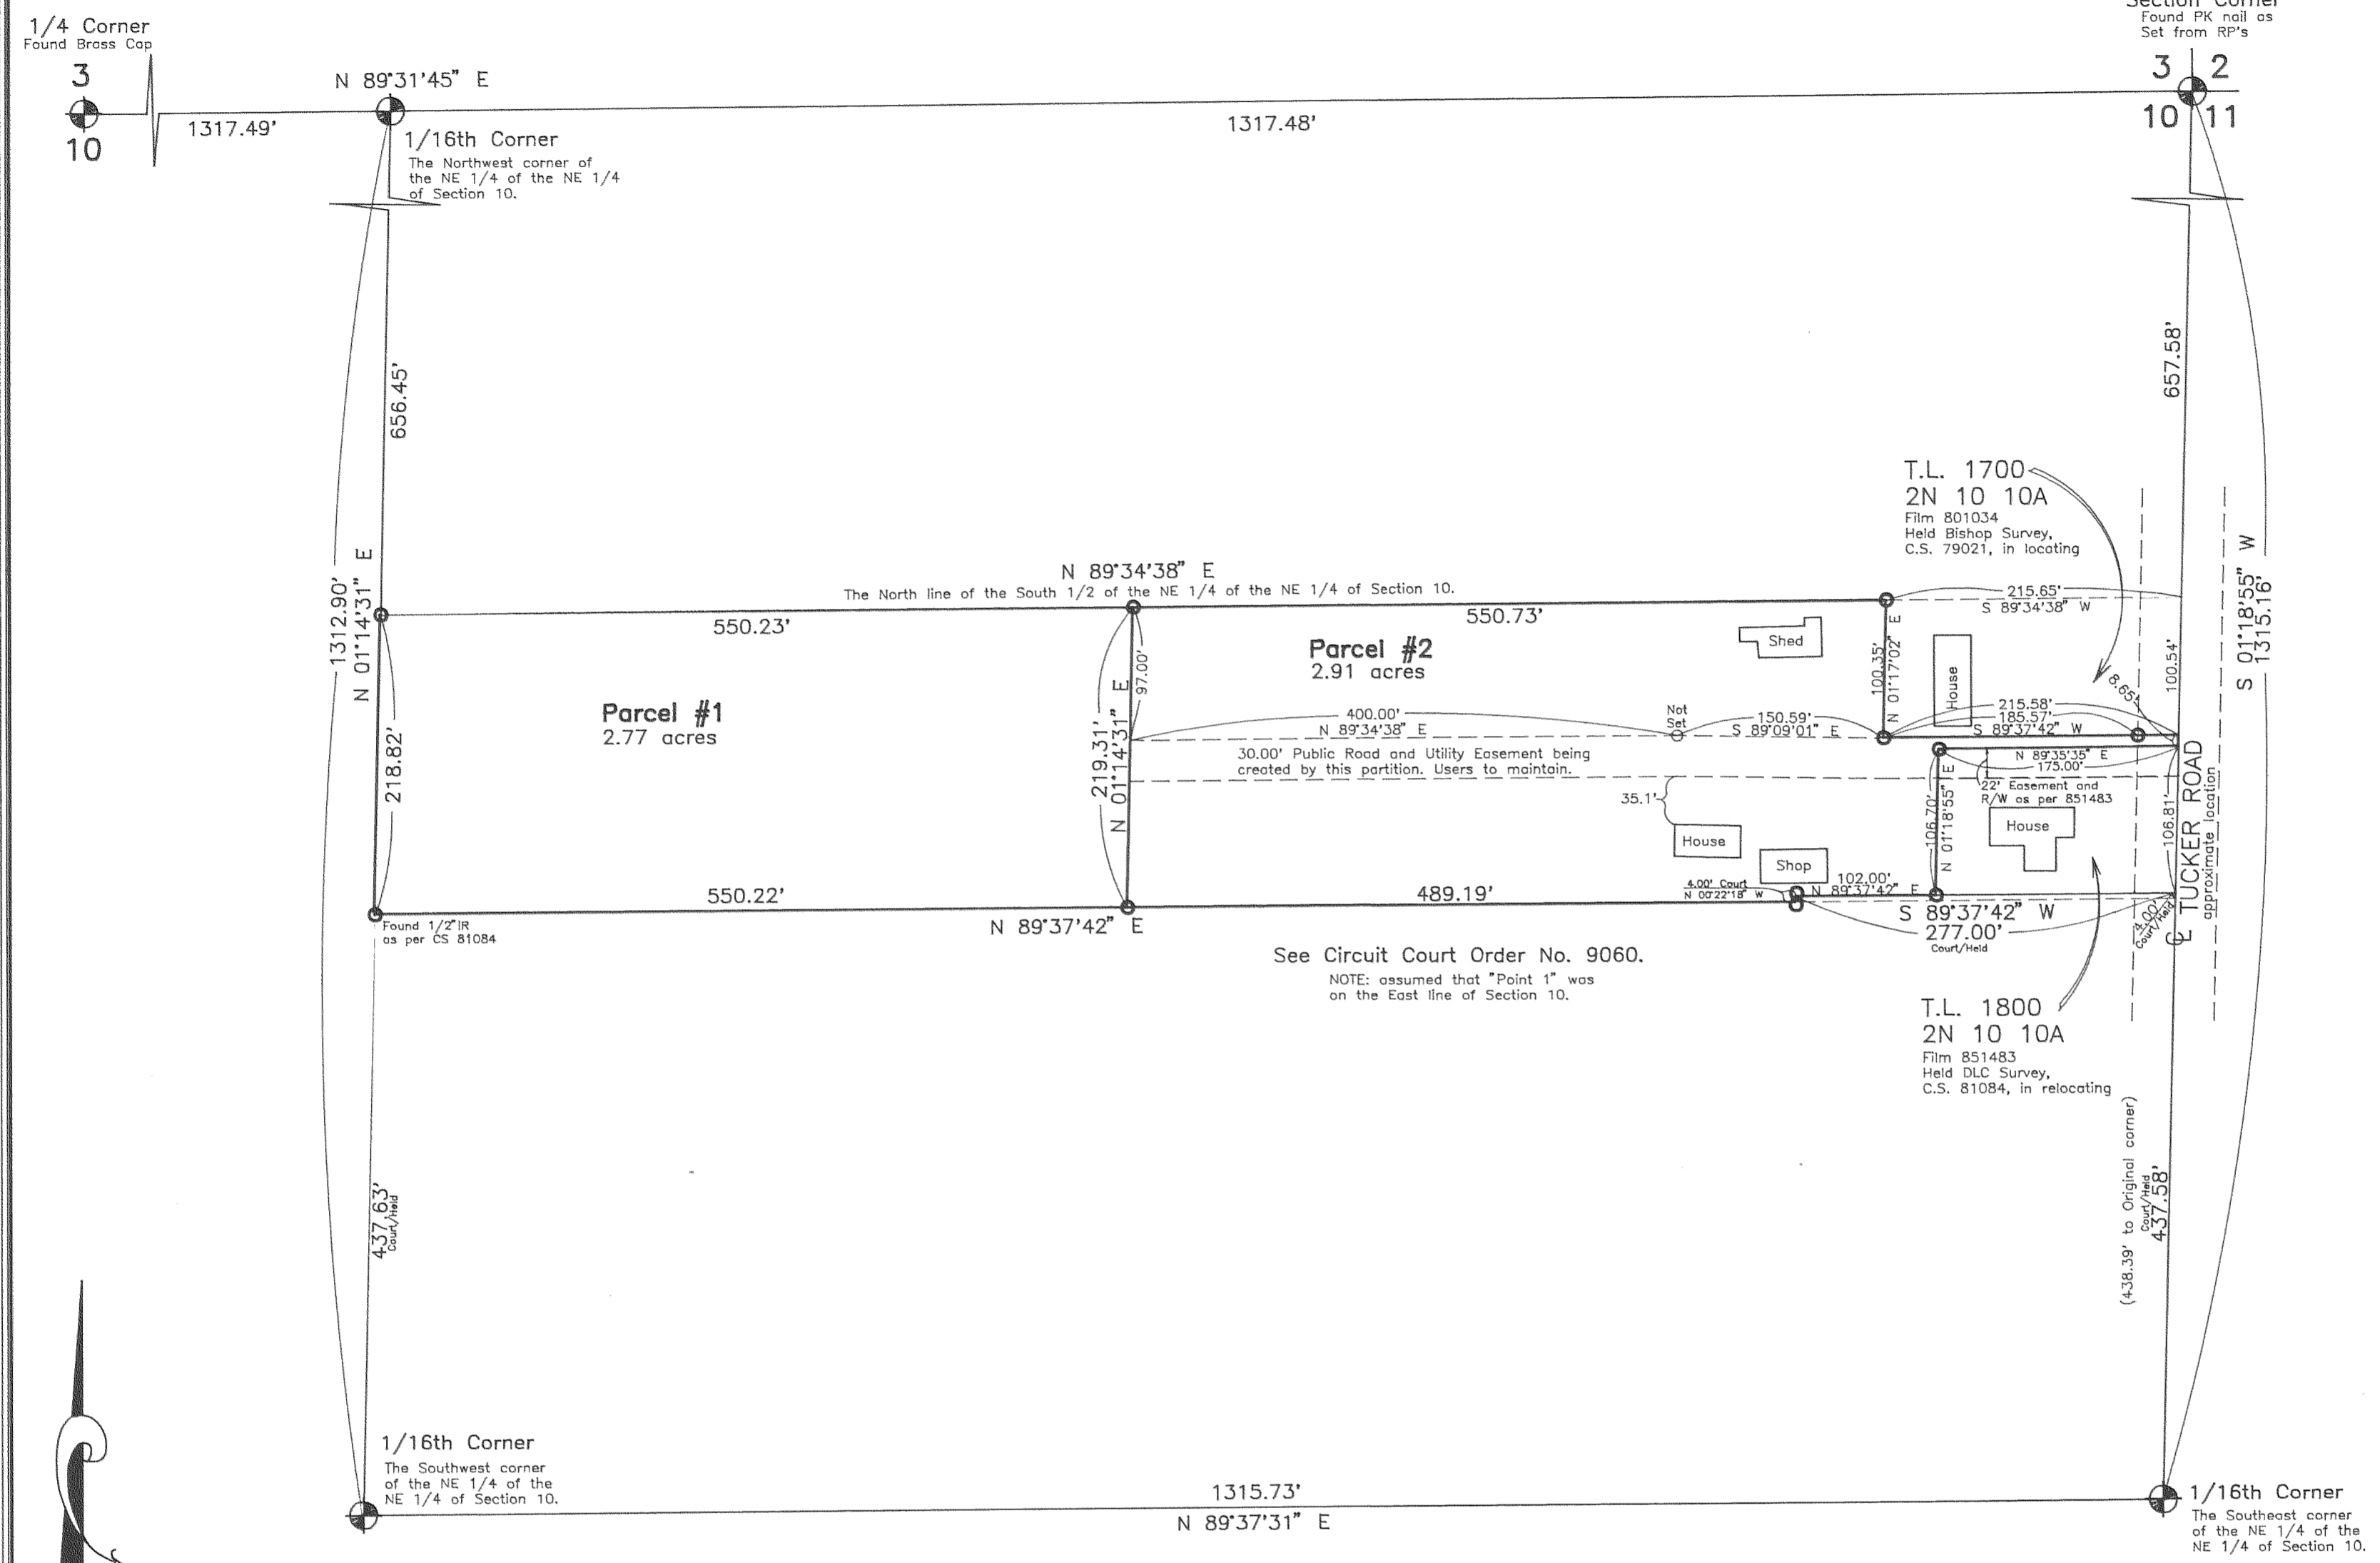 1/4 Corner
Found Brass Cap
3
10
1317.49'
N 89°31'45" E
1317.48'
Section Corner
Found PK nail as
Set from RP's
3 2
10 11
1/16th Corner
The Northwest corner of
the NE 1/4 of the NE 1/4
of Section 10.
656.45'
1312.90'
N 01°14'31" E
657.58'
S 01°18'55" W
1315.16'
T.L. 1700
2N 10 10A
Film 801034
Held Bishop Survey,
C.S. 79021, in locating
N 89°34'38" E
The North line of the South 1/2 of the NE 1/4 of the NE 1/4 of Section 10.
550.23'
550.73'
215.65'
S 89°34'38" W
Parcel #1
2.77 acres
218.82'
Parcel #2
2.91 acres
Shed
House
97.00'
219.31'
N 01°14'31" E
100.35'
N 01°17'02" E
100.54'
8.65'
400.00'
N 89°34'38" E
Not
Set
150.59'
S 89°09'01" E
215.58'
185.57'
S 89°37'42" W
30.00' Public Road and Utility Easement being
created by this partition. Users to maintain.
N 89°35'35" E
175.00'
22' Easement and
R/W as per 851483
35.1'
House
Shop
House
106.70'
N 01°18'55" E
106.81'
TUCKER ROAD
approximate location
550.22'
489.19'
4.00' Court
N 00°22'18" W
102.00'
N 89°37'42" E
Found 1/2" IR
as per CS 81084
N 89°37'42" E
S 89°37'42" W
277.00'
Court/Held
4.00'
Court/Held
See Circuit Court Order No. 9060.
NOTE: assumed that "Point 1" was
on the East line of Section 10.
T.L. 1800
2N 10 10A
Film 851483
Held DLC Survey,
C.S. 81084, in relocating
437.63'
Court/Held
(438.39' to Original corner)
Court/Held
437.58'
1/16th Corner
The Southwest corner
of the NE 1/4 of the
NE 1/4 of Section 10.
1315.73'
N 89°37'31" E
1/16th Corner
The Southeast corner
of the NE 1/4 of the
NE 1/4 of Section 10.